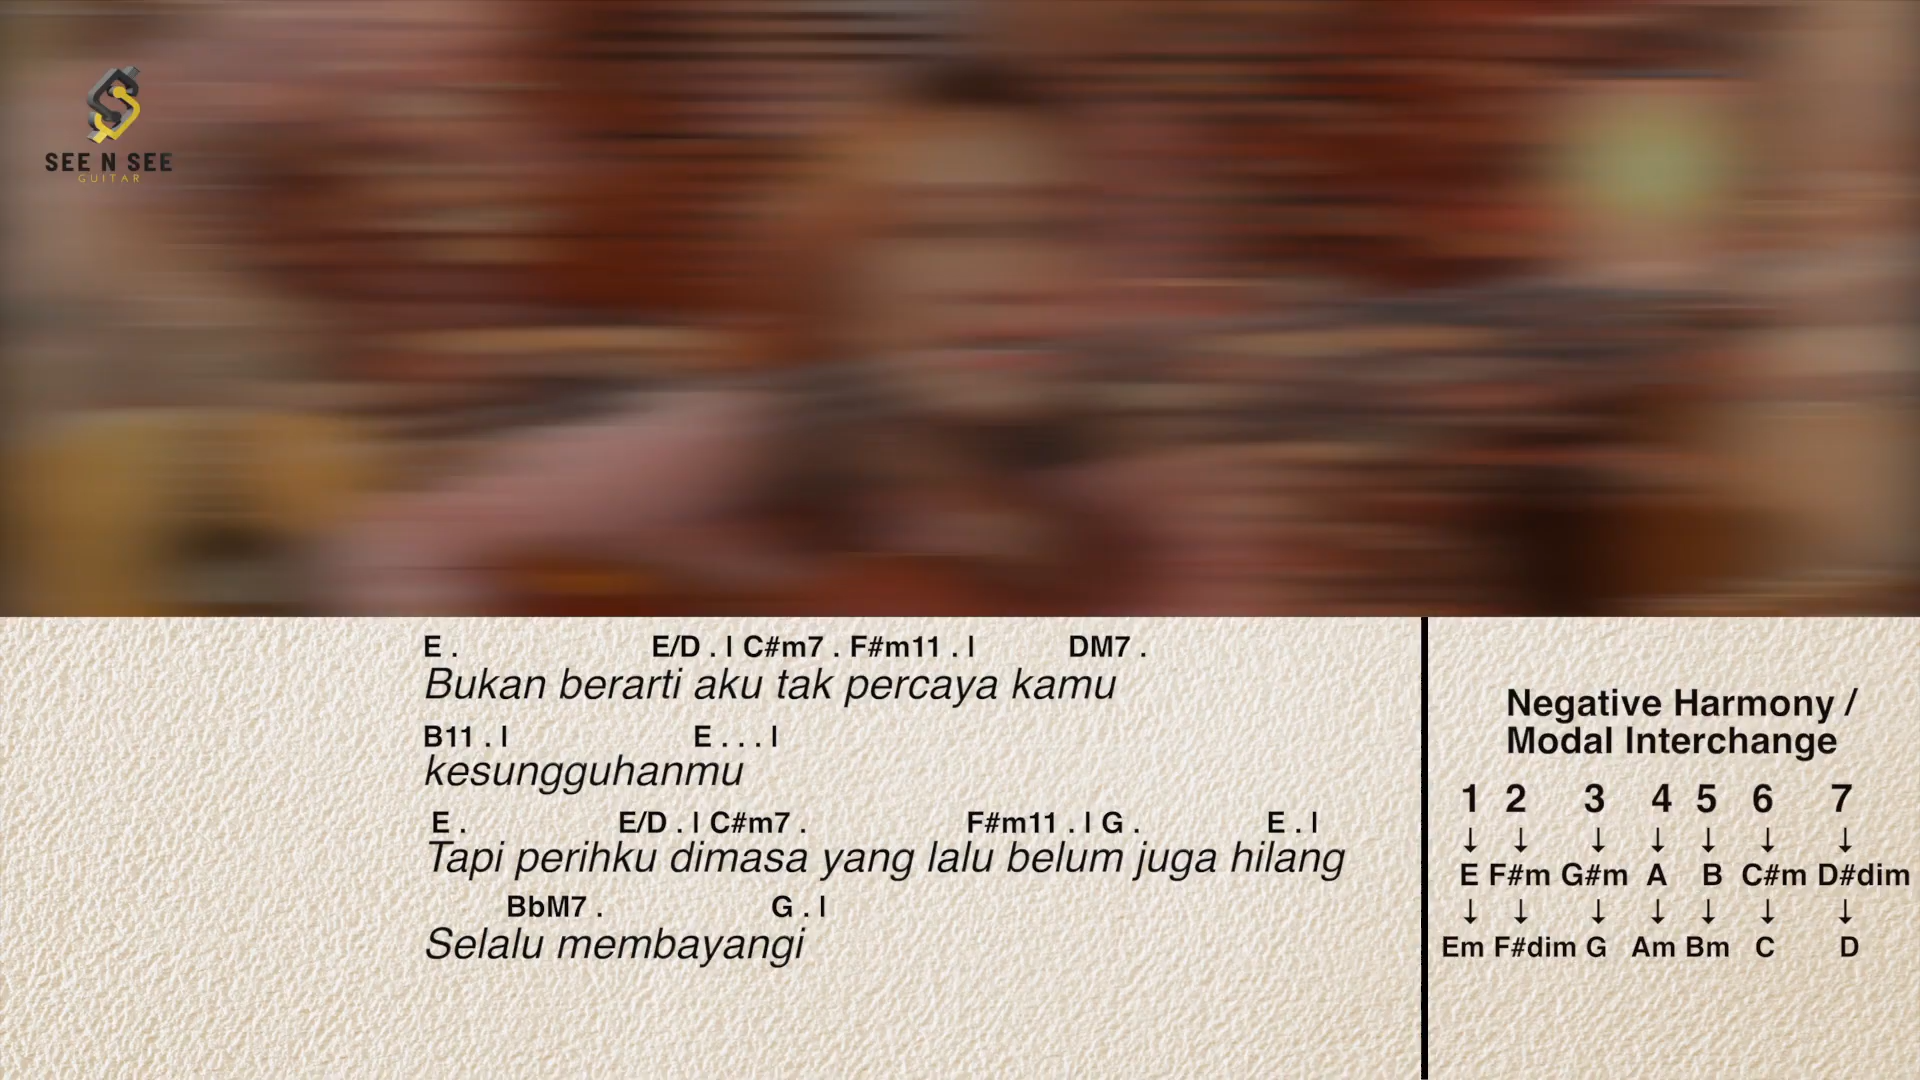 SEE N SEE
GUITAR
E . E/D . I C#m7 . F#m11 . I DM7 .
Bukan berarti aku tak percaya kamu
B11 . I E . . . I
kesungguhanmu
E . E/D . I C#m7 . F#m11 . I G . E . I
Tapi perihku dimasa yang lalu belum juga hilang
BbM7 . G . I
Selalu membayangi
Negative Harmony /
Modal Interchange
1 2 3 4 5 6 7
↓ ↓ ↓ ↓ ↓ ↓ ↓
E F#m G#m A B C#m D#dim
↓ ↓ ↓ ↓ ↓ ↓ ↓
Em F#dim G Am Bm C D